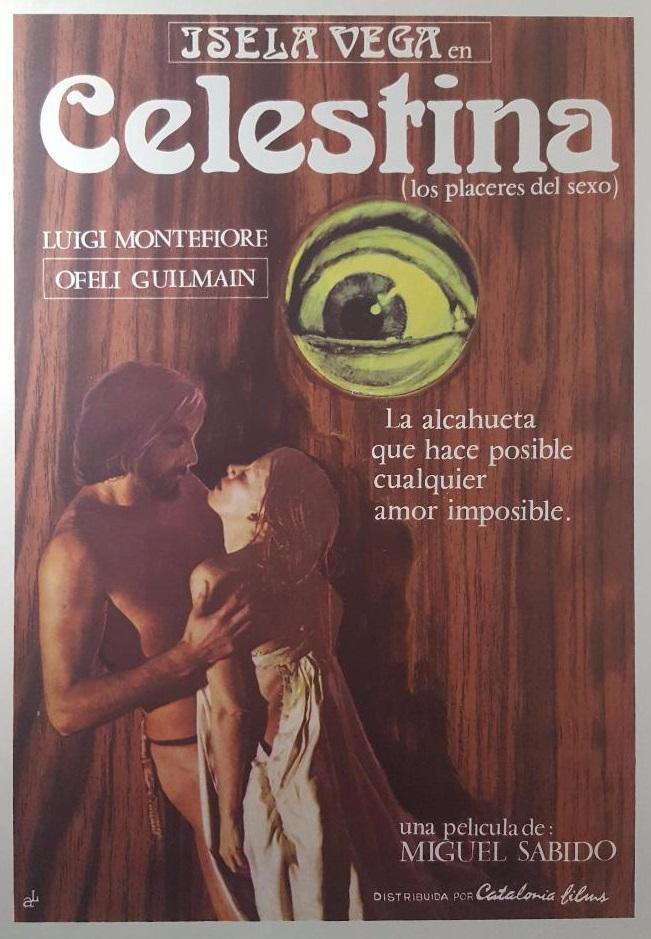 ISELA VEGA en
Celestina
(los placeres del sexo)
LUIGI MONTEFIORE
OFELI GUILMAIN
La alcahueta
que hace posible
cualquier
amor imposible.
una pelicula de:
MIGUEL SABIDO
DISTRIBUIDA POR Catalonia films
aL